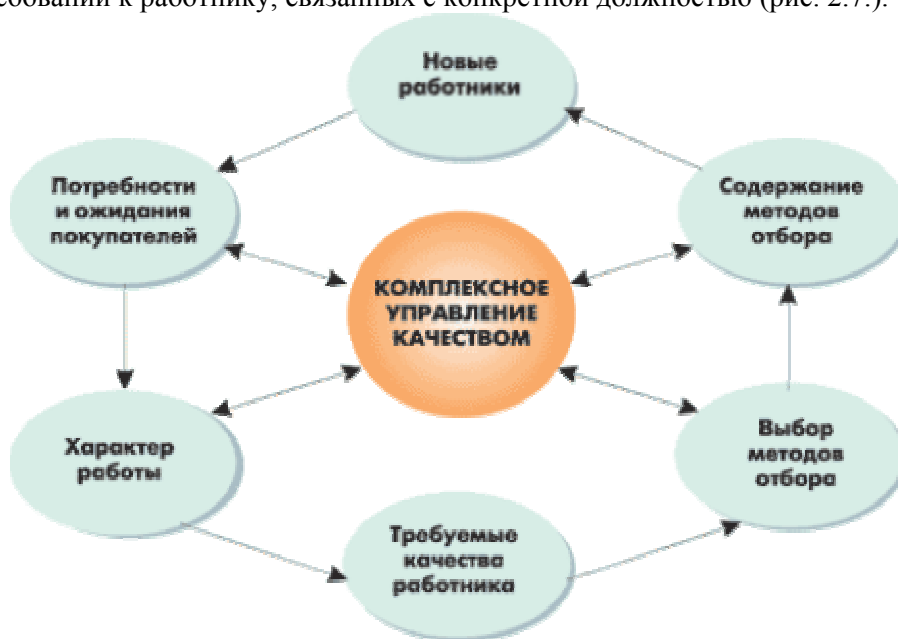 к работнику, связанных с конкретной должностью (рис. 2.7.).
Новые
работники
Потребности
и ожидания
покупателей
Содержание
методов
отбора
КОМПЛЕКСНОЕ
УПРАВЛЕНИЕ
КАЧЕСТВОМ
Характер
работы
Выбор
методов
отбора
Требуемые
качества
работника